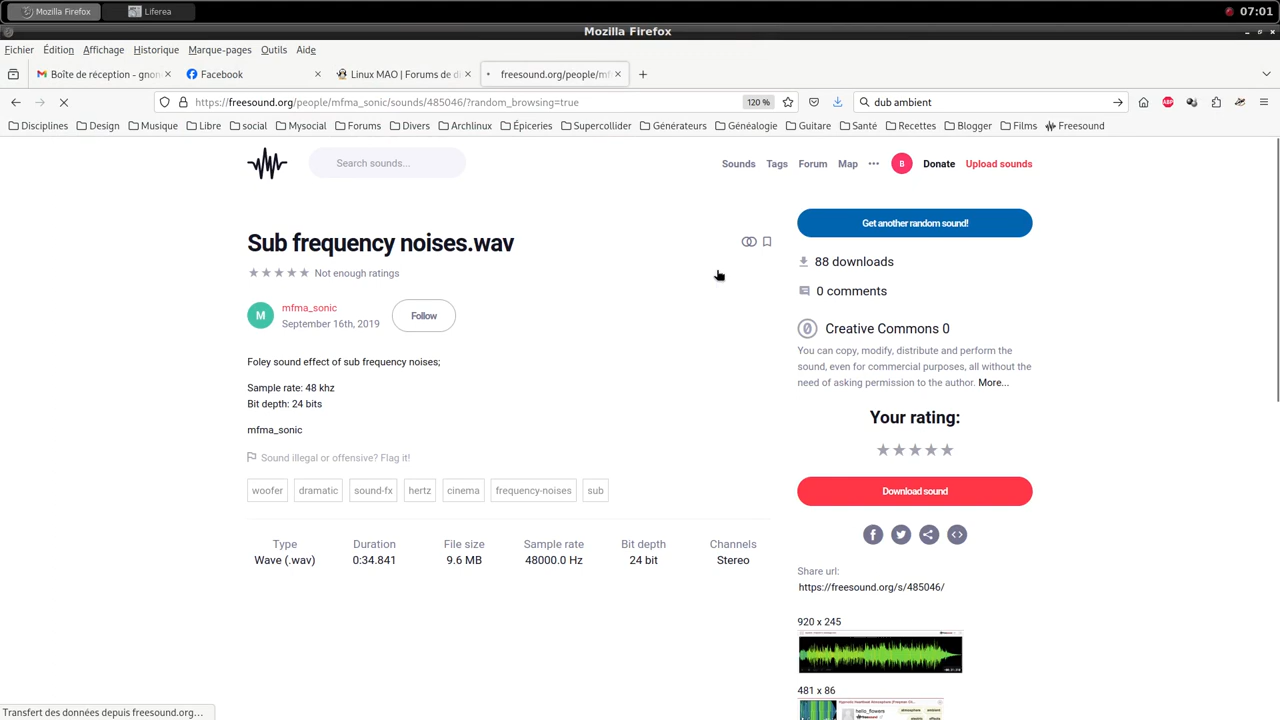 Mozilla Firefox
Liferea
07:01
Mozilla Firefox
Fichier Édition Affichage Historique Marque-pages Outils Aide
Boîte de réception - gnon
Facebook
Linux MAO | Forums de di
freesound.org/people/mf
https://freesound.org/people/mfma_sonic/sounds/485046/?random_browsing=true
120 %
dub ambient
ABP
Disciplines Design Musique Libre social Mysocial Forums Divers Archlinux Épiceries Supercollider Générateurs Généalogie Guitare Santé Recettes Blogger Films Freesound
Search sounds...
Sounds Tags Forum Map ··· B Donate Upload sounds
Sub frequency noises.wav
Not enough ratings
M
mfma_sonic
September 16th, 2019
Follow
Foley sound effect of sub frequency noises;
Sample rate: 48 khz
Bit depth: 24 bits
mfma_sonic
Sound illegal or offensive? Flag it!
woofer dramatic sound-fx hertz cinema frequency-noises sub
Type Duration File size Sample rate Bit depth Channels
Wave (.wav) 0:34.841 9.6 MB 48000.0 Hz 24 bit Stereo
Get another random sound!
88 downloads
0 comments
0 Creative Commons 0
You can copy, modify, distribute and perform the
sound, even for commercial purposes, all without the
need of asking permission to the author. More...
Your rating:
Download sound
Share url:
https://freesound.org/s/485046/
920 x 245
481 x 86
hello_flowers
Transfert des données depuis freesound.org…